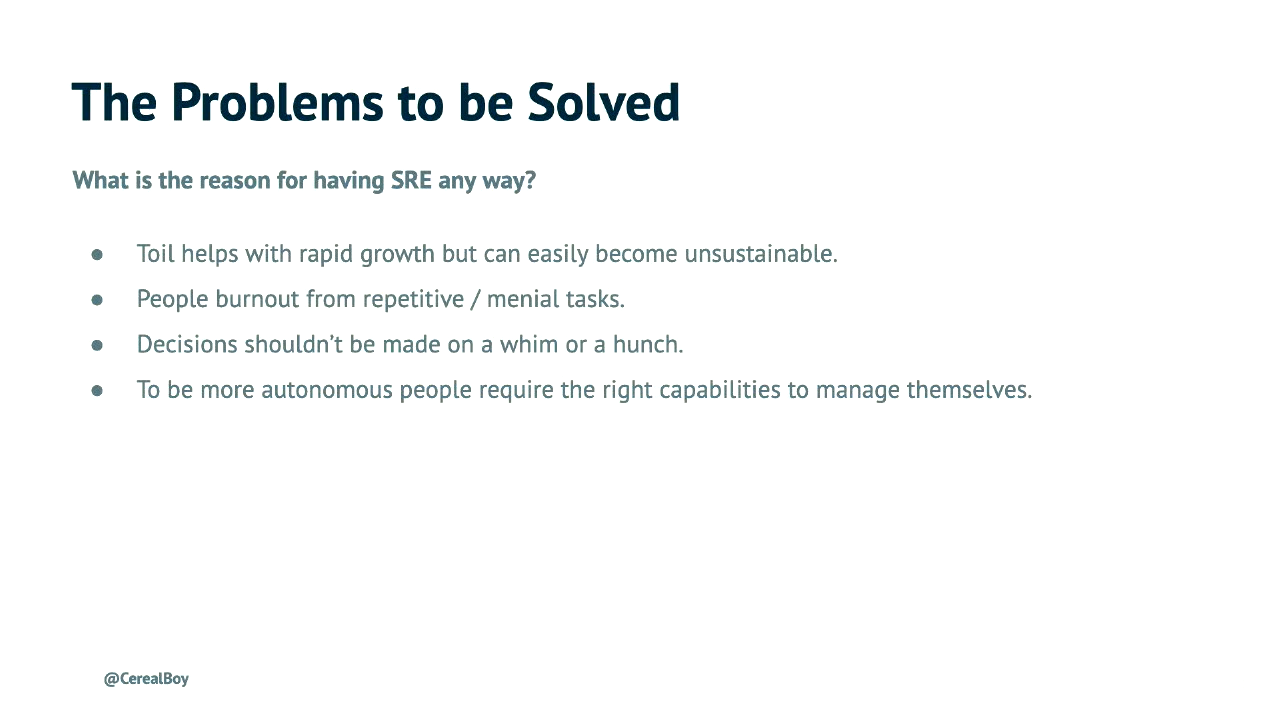 The Problems to be Solved
What is the reason for having SRE any way?
● Toil helps with rapid growth but can easily become unsustainable.
● People burnout from repetitive / menial tasks.
● Decisions shouldn’t be made on a whim or a hunch.
● To be more autonomous people require the right capabilities to manage themselves.
@CerealBoy